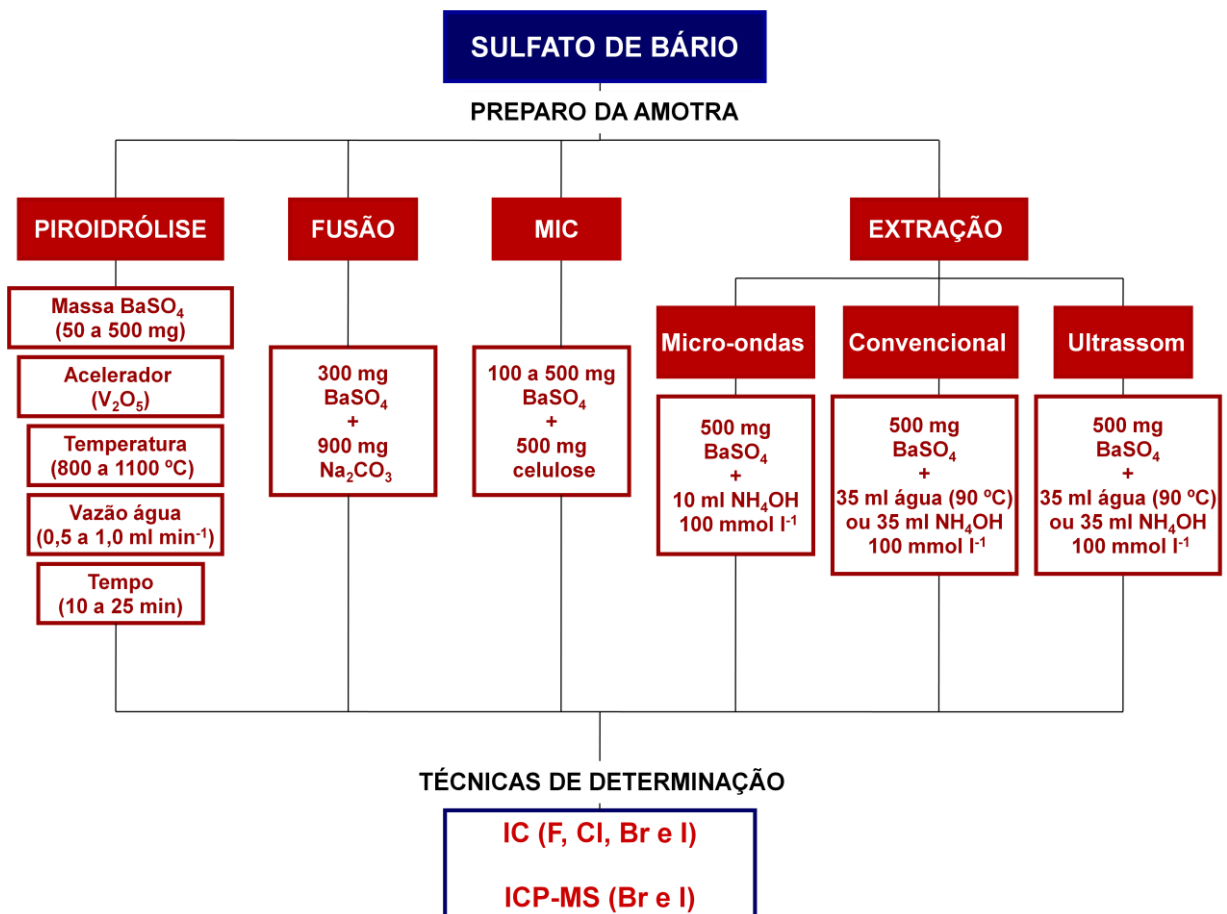 SULFATO DE BÁRIO
PREPARO DA AMOTRA
PIROIDRÓLISE
Massa BaSO₄
(50 a 500 mg)
Acelerador
(V₂O₅)
Temperatura
(800 a 1100 ºC)
Vazão água
(0,5 a 1,0 ml min⁻¹)
Tempo
(10 a 25 min)
FUSÃO
300 mg
BaSO₄
+
900 mg
Na₂CO₃
MIC
100 a 500 mg
BaSO₄
+
500 mg
celulose
EXTRAÇÃO
Micro-ondas
500 mg
BaSO₄
+
10 ml NH₄OH
100 mmol l⁻¹
Convencional
500 mg
BaSO₄
+
35 ml água (90 ºC)
ou 35 ml NH₄OH
100 mmol l⁻¹
Ultrassom
500 mg
BaSO₄
+
35 ml água (90 ºC)
ou 35 ml NH₄OH
100 mmol l⁻¹
TÉCNICAS DE DETERMINAÇÃO
IC (F, Cl, Br e I)
ICP-MS (Br e I)